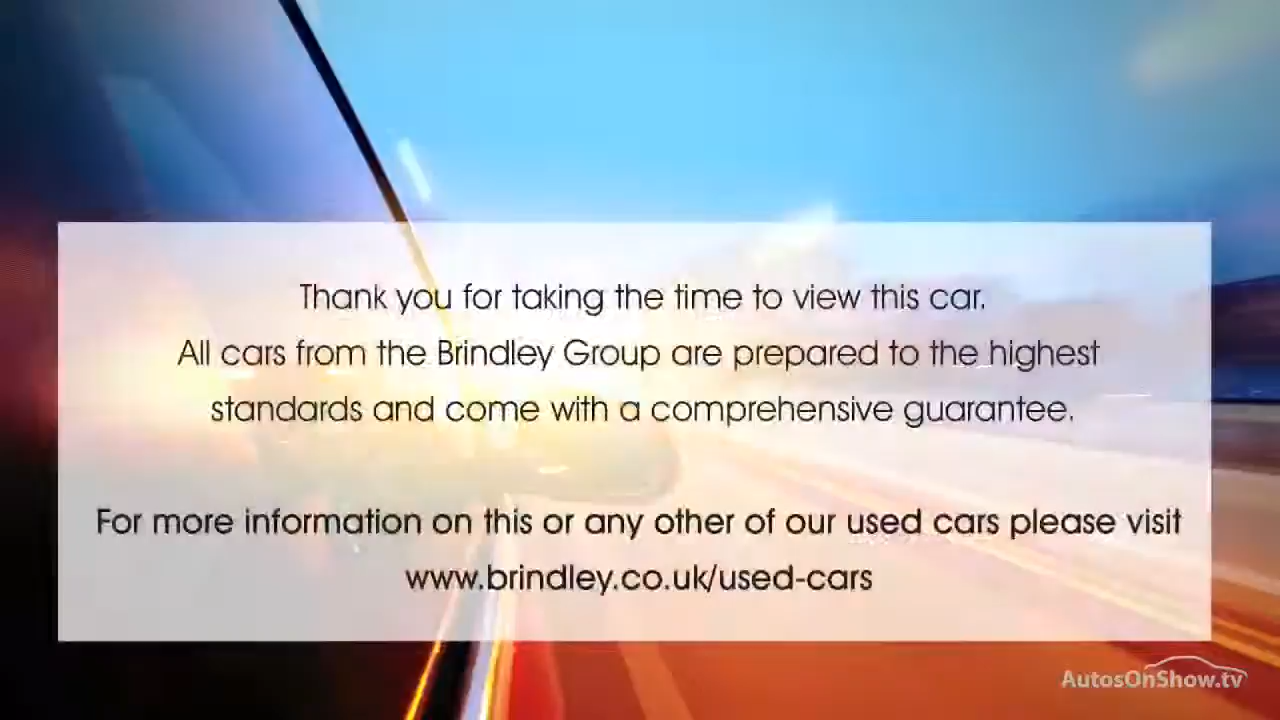 Thank you for taking the time to view this car.
All cars from the Brindley Group are prepared to the highest
standards and come with a comprehensive guarantee.
For more information on this or any other of our used cars please visit
www.brindley.co.uk/used-cars
AutosOnShow.tv